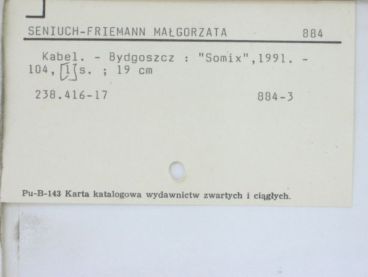 SENIUCH-FRIEMANN MAŁGORZATA 884
Kabel. - Bydgoszcz : "Somix",1991. -
104, [1]s. ; 19 cm
238.416-17 884-3
Pu-B-143 Karta katalogowa wydawnictw zwartych i ciągłych.